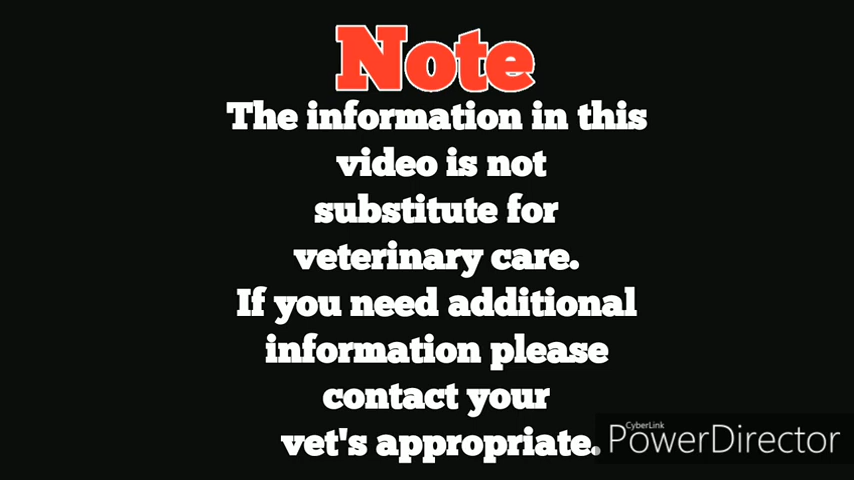 Note
The information in this
video is not
substitute for
veterinary care.
If you need additional
information please
contact your
vet's appropriate.
CyberLink
PowerDirector